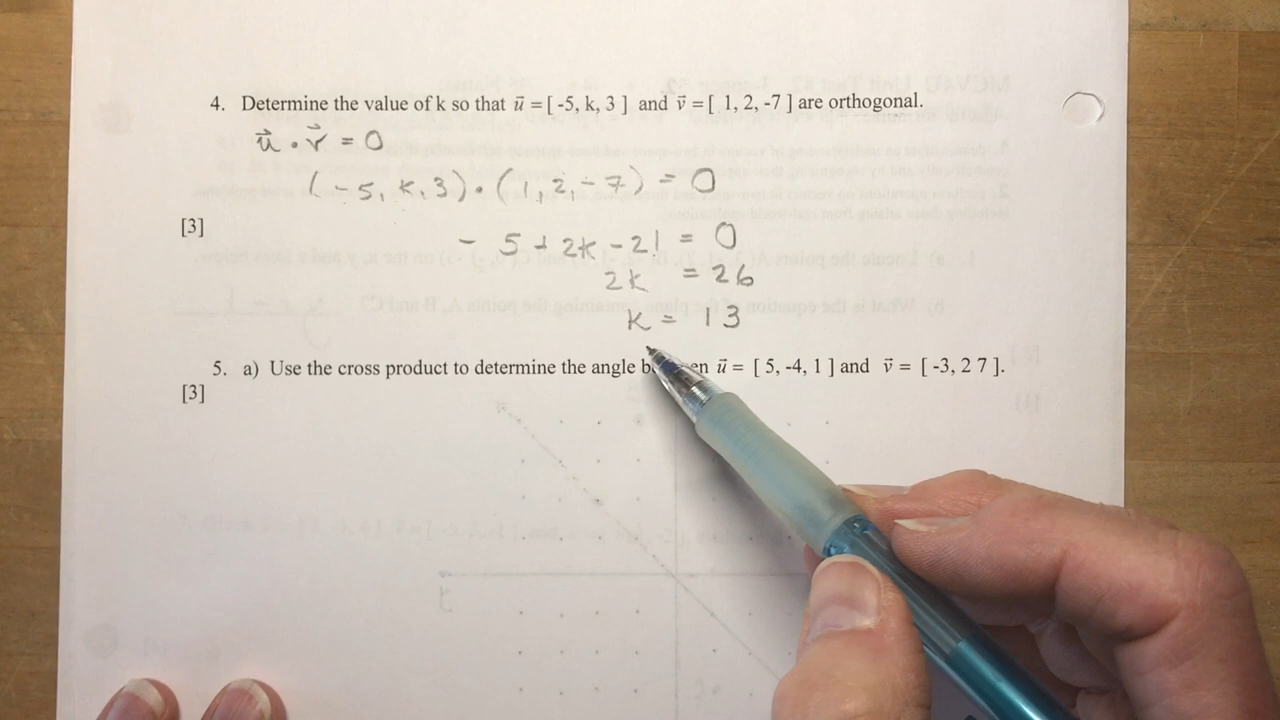 4. Determine the value of k so that u⃗ = [ -5, k, 3 ] and v⃗ = [ 1, 2, -7 ] are orthogonal.
u⃗ • v⃗ = 0
(-5, k, 3) • (1, 2, -7) = 0
[3]
- 5 + 2k - 21 = 0
2k = 26
k = 13
5. a) Use the cross product to determine the angle u⃗ = [ 5, -4, 1 ] and v⃗ = [ -3, 2 7 ].
[3]